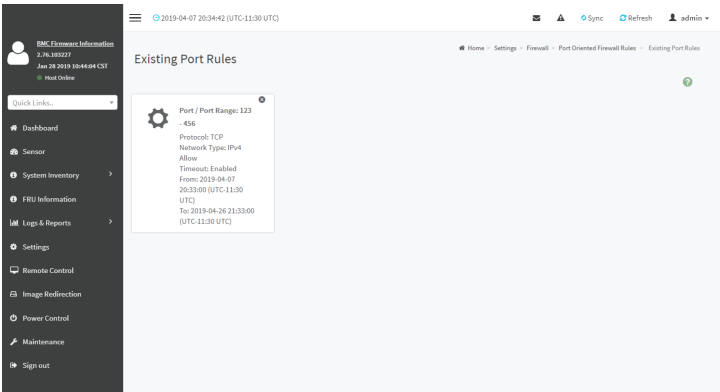 2019-04-07 20:34:42 (UTC-11:30 UTC)
Sync
Refresh
admin
BMC Firmware Information
2.76.103227
Jan 28 2019 10:44:04 CST
Host Online
Quick Links..
Dashboard
Sensor
System Inventory
FRU Information
Logs & Reports
Settings
Remote Control
Image Redirection
Power Control
Maintenance
Sign out
Existing Port Rules
Home > Settings > Firewall > Port Oriented Firewall Rules > Existing Port Rules
Port / Port Range: 123
- 456
Protocol: TCP
Network Type: IPv4
Allow
Timeout: Enabled
From: 2019-04-07
20:33:00 (UTC-11:30
UTC)
To: 2019-04-26 21:33:00
(UTC-11:30 UTC)